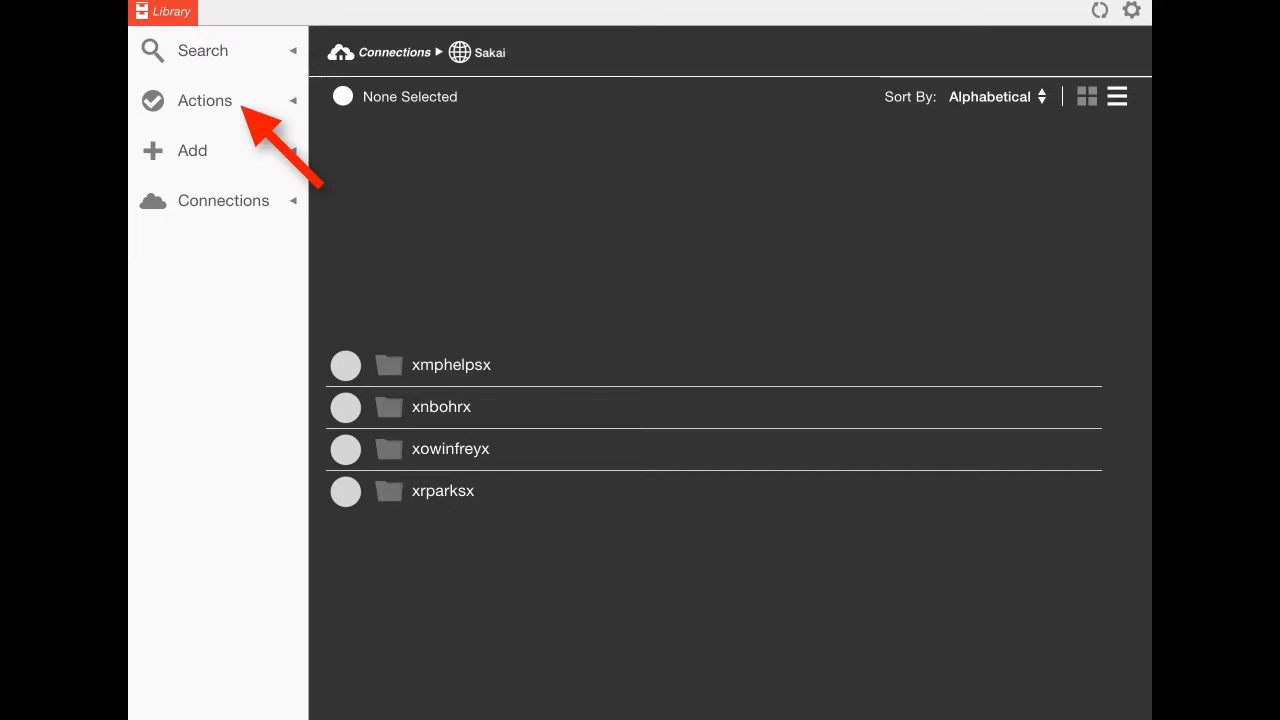 Library
Search
Actions
Add
Connections
Connections Sakai
None Selected
Sort By: Alphabetical
xmphelpsx
xnbohrx
xowinfreyx
xrparksx